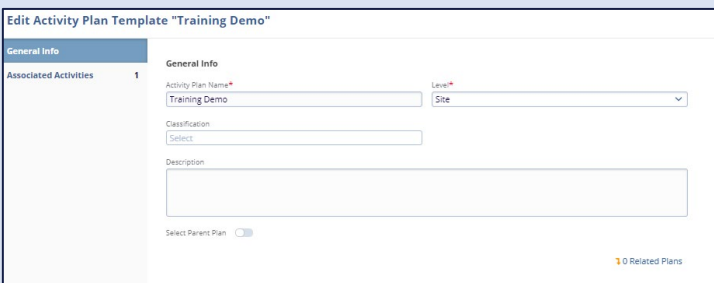 Edit Activity Plan Template "Training Demo"
General Info
Associated Activities 1
General Info
Activity Plan Name* Level*
Training Demo Site
Classification
Select
Description
Select Parent Plan
0 Related Plans